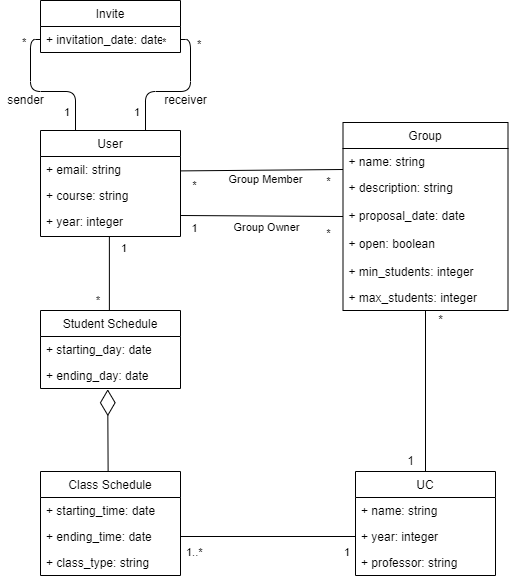 Invite
+ invitation_date: date
*
*
*
sender
receiver
1
1
User
+ email: string
+ course: string
+ year: integer
Group
+ name: string
+ description: string
+ proposal_date: date
+ open: boolean
+ min_students: integer
+ max_students: integer
* Group Member *
1 Group Owner *
1
*
Student Schedule
+ starting_day: date
+ ending_day: date
*
1
Class Schedule
+ starting_time: date
+ ending_time: date
+ class_type: string
1..*
1
UC
+ name: string
+ year: integer
+ professor: string